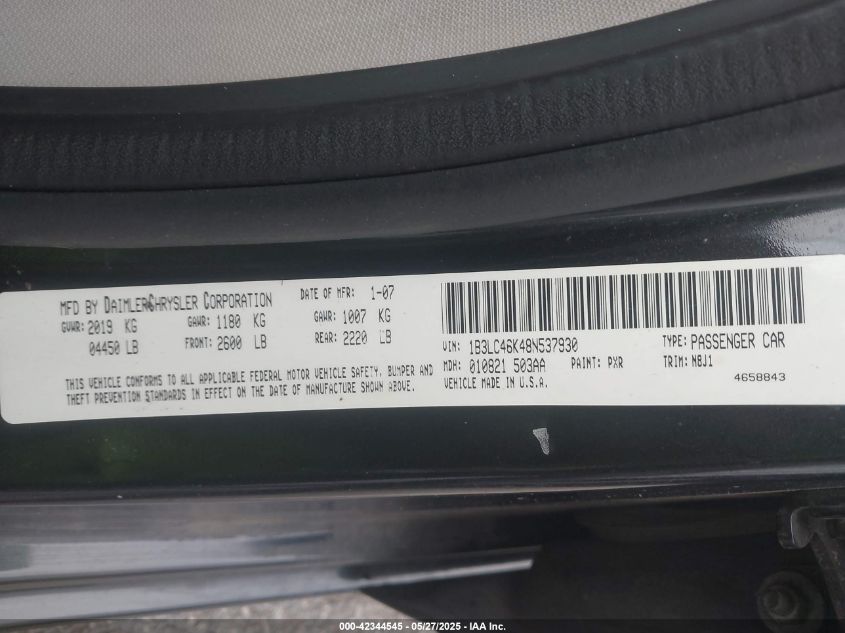 MFD BY DAIMLERCHRYSLER CORPORATION DATE OF MFR: 1-07
GVWR: 2019 KG GAWR: 1180 KG GAWR: 1007 KG
04450 LB FRONT: 2600 LB REAR: 2220 LB
THIS VEHICLE CONFORMS TO ALL APPLICABLE FEDERAL MOTOR VEHICLE SAFETY, BUMPER AND
THEFT PREVENTION STANDARDS IN EFFECT ON THE DATE OF MANUFACTURE SHOWN ABOVE.
VIN: 1B3LC46K48N537930 TYPE: PASSENGER CAR
MDH: 010821 503AA PAINT: PXR TRIM: N8J1
VEHICLE MADE IN U.S.A. 4658843
000-42344545 - 05/27/2025 - IAA Inc.